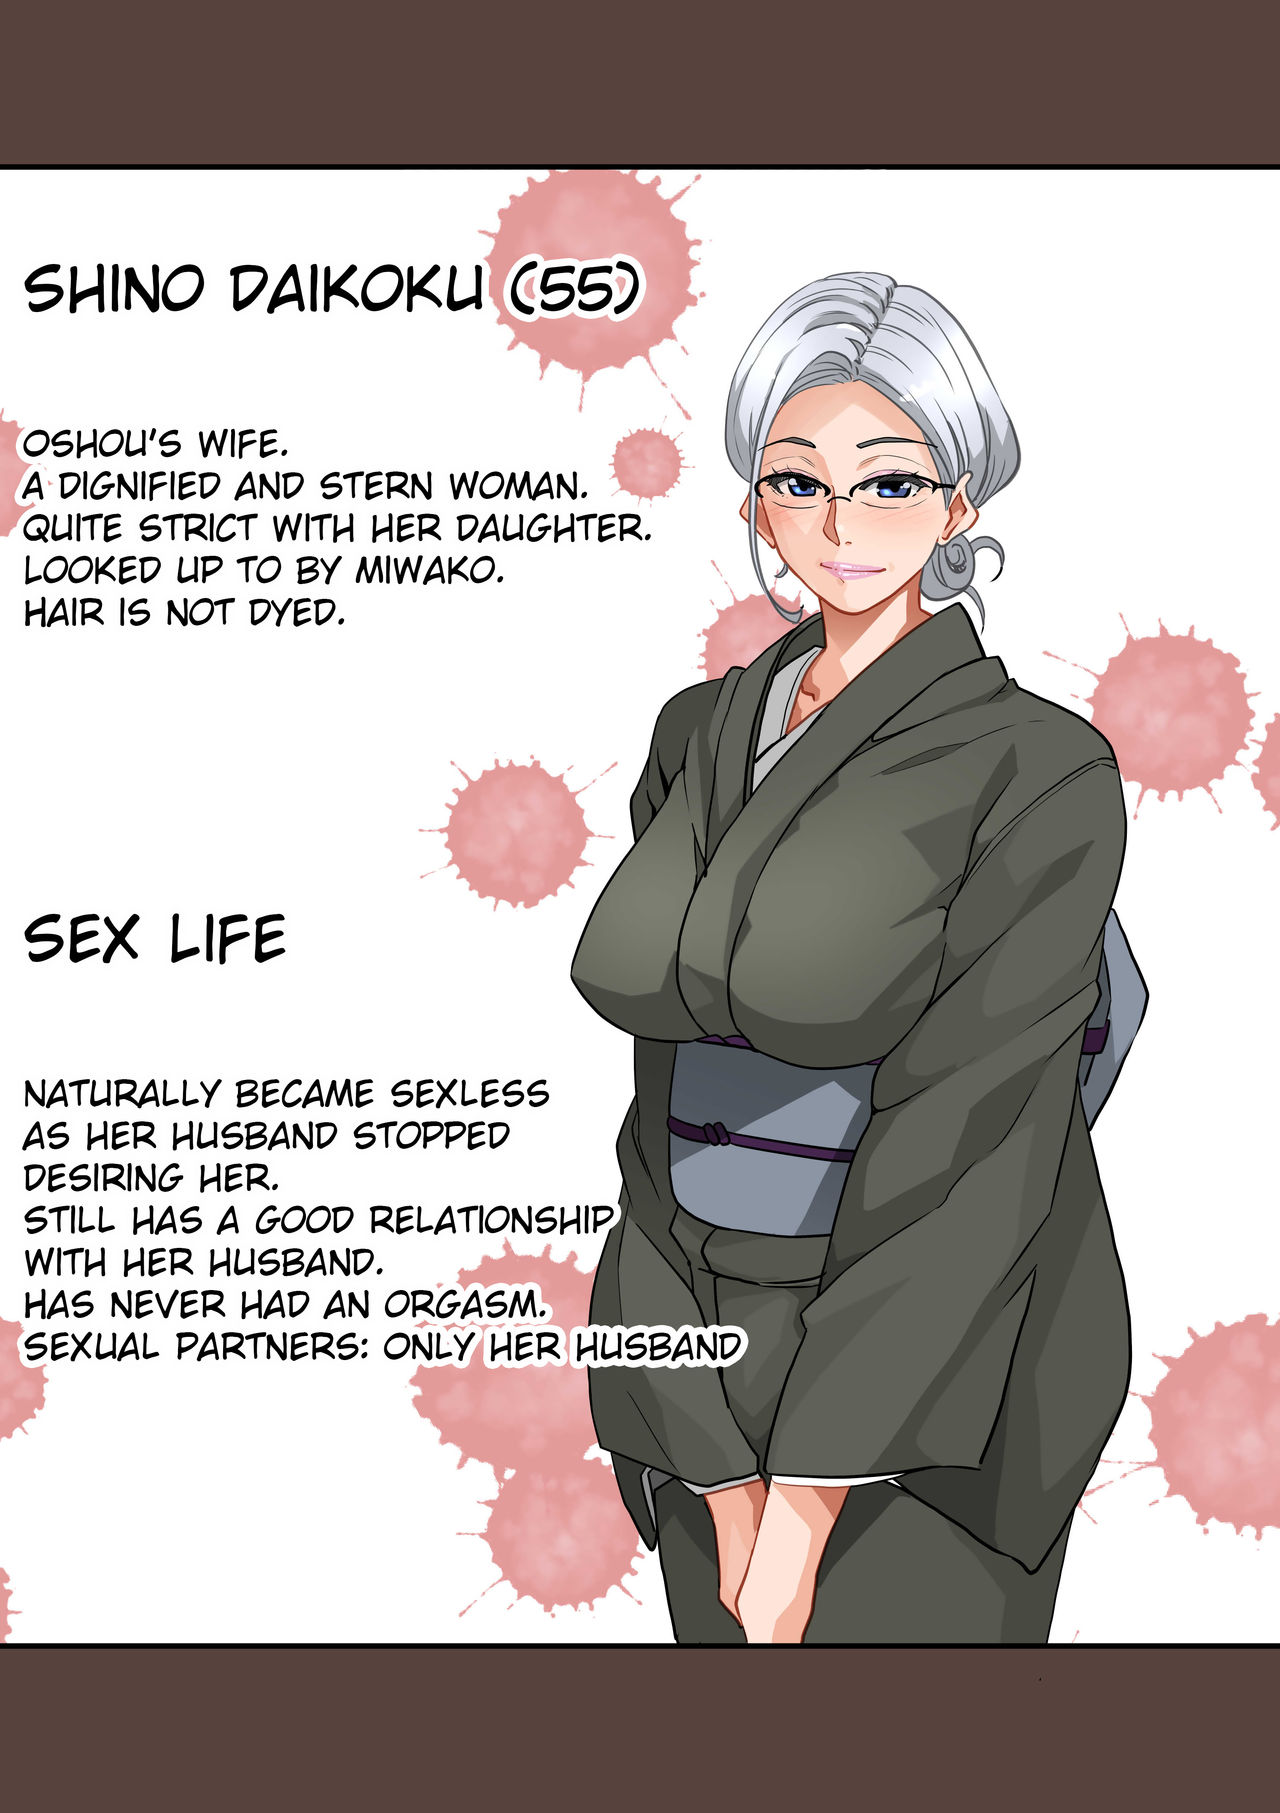 SHINO DAIKOKU (55)
OSHOU'S WIFE.
A DIGNIFIED AND STERN WOMAN.
QUITE STRICT WITH HER DAUGHTER.
LOOKED UP TO BY MIWAKO.
HAIR IS NOT DYED.
SEX LIFE
NATURALLY BECAME SEXLESS
AS HER HUSBAND STOPPED
DESIRING HER.
STILL HAS A GOOD RELATIONSHIP
WITH HER HUSBAND.
HAS NEVER HAD AN ORGASM.
SEXUAL PARTNERS: ONLY HER HUSBAND